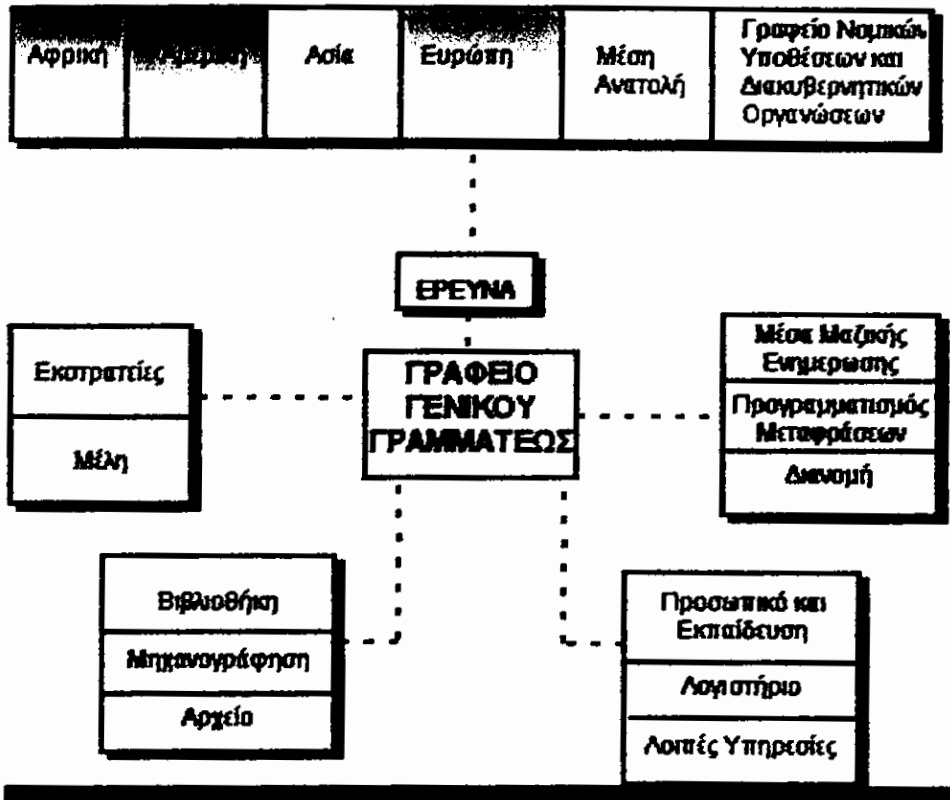 Αφρική
Ασία
Ευρώπη
Μέση
Ανατολή
Γραφείο Νομικών
Υποθέσεων και
Διακυβερνητικών
Οργανώσεων
ΕΡΕΥΝΑ
Εκστρατείες
Μέλη
ΓΡΑΦΕΙΟ
ΓΕΝΙΚΟΥ
ΓΡΑΜΜΑΤΕΩΣ
Μέσα Μαζικής
Ενημερωσης
Προγραμματισμός
Μεταφράσεων
Διανομή
Βιβλιοθήκη
Μηχανογράφηση
Αρχείο
Προσωπικό και
Εκπαίδευση
Λογιστήριο
Λοιπές Υπηρεσίες